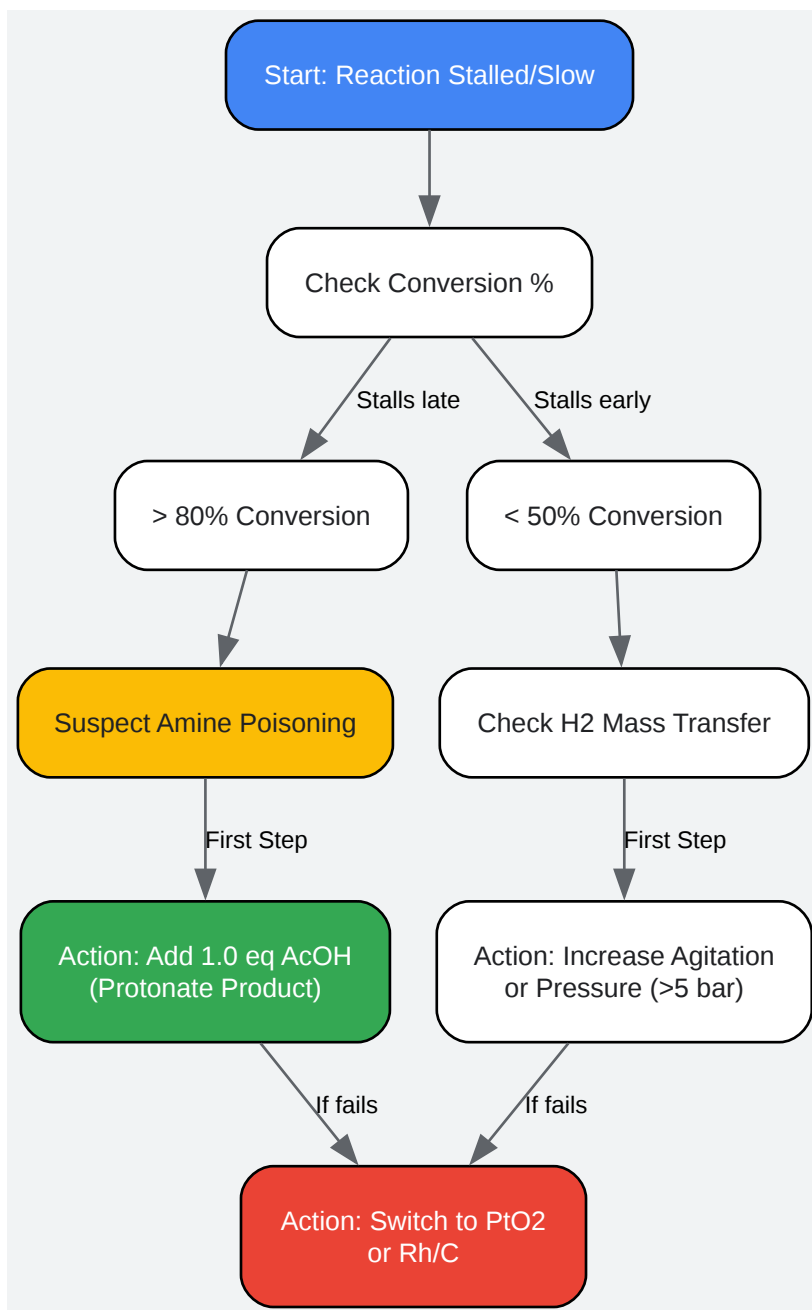 Start: Reaction Stalled/Slow
Check Conversion %
Stalls late
Stalls early
> 80% Conversion
< 50% Conversion
Suspect Amine Poisoning
Check H2 Mass Transfer
First Step
First Step
Action: Add 1.0 eq AcOH
(Protonate Product)
Action: Increase Agitation
or Pressure (>5 bar)
If fails
If fails
Action: Switch to PtO2
or Rh/C